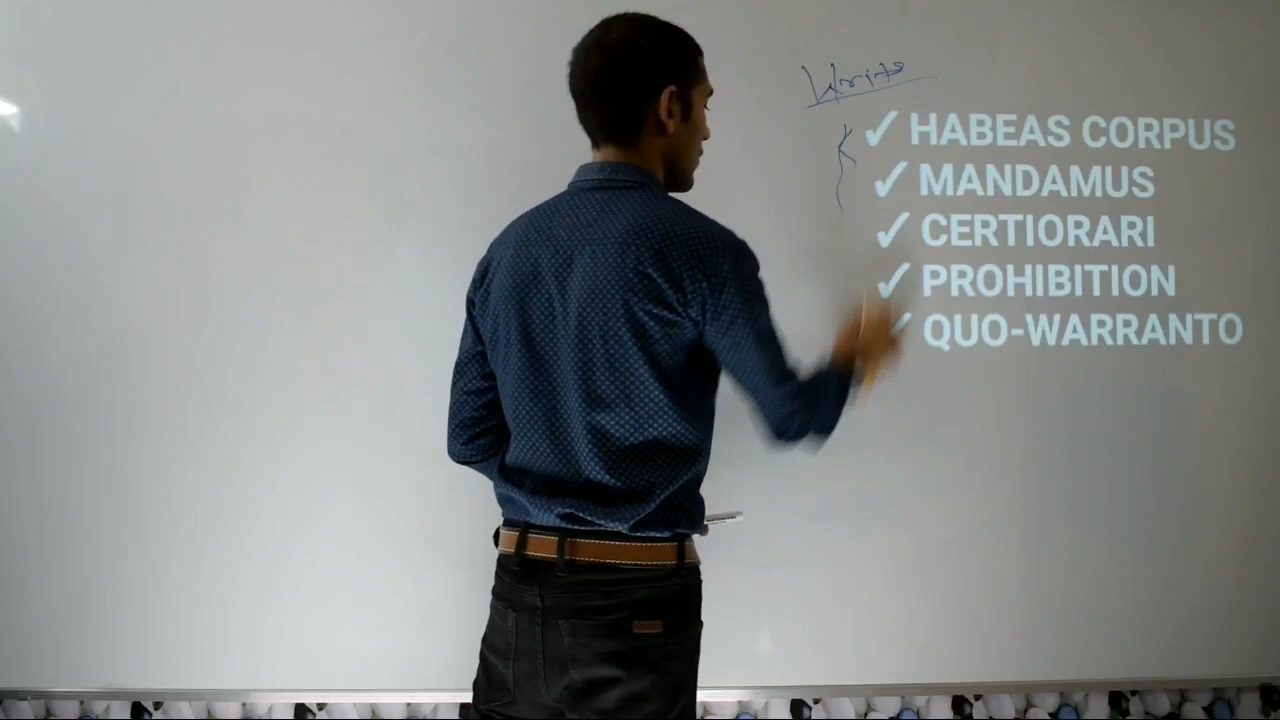 Writs
✓ HABEAS CORPUS
✓ MANDAMUS
✓ CERTIORARI
✓ PROHIBITION
✓ QUO-WARRANTO